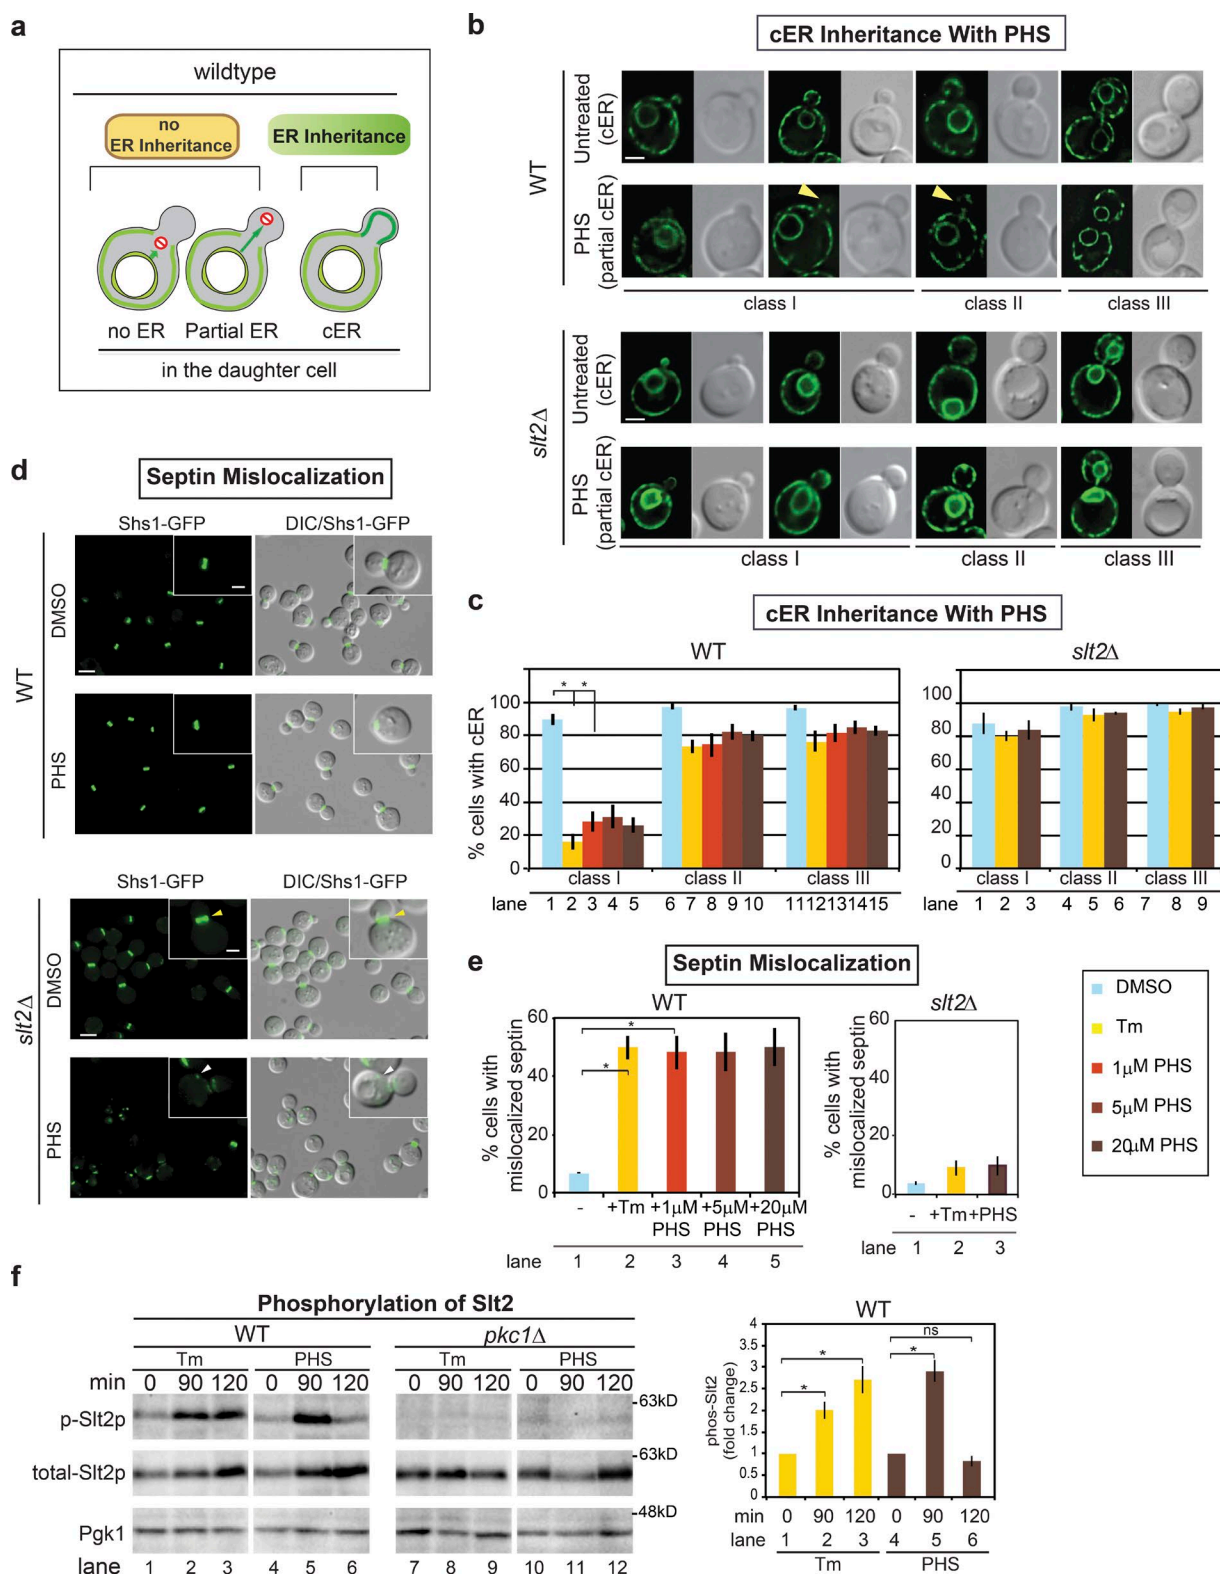 a
wildtype
no
ER Inheritance
ER Inheritance
no ER
Partial ER
cER
in the daughter cell
b
cER Inheritance With PHS
WT
Untreated
(cER)
PHS
(partial cER)
class I
class II
class III
slt2Δ
Untreated
(cER)
PHS
(partial cER)
class I
class II
class III
c
cER Inheritance With PHS
WT
% cells with cER
100
80
60
40
20
0
class I
class II
class III
lane 1 2 3 4 5 6 7 8 9 10 11 12 13 14 15
* *
slt2Δ
100
80
60
40
20
0
class I
class II
class III
lane 1 2 3 4 5 6 7 8 9
d
Septin Mislocalization
Shs1-GFP
DIC/Shs1-GFP
WT
DMSO
PHS
Shs1-GFP
DIC/Shs1-GFP
slt2Δ
DMSO
PHS
e
Septin Mislocalization
WT
% cells with
mislocalized septin
60
40
20
0
*
*
- +Tm +1μM +5μM +20μM
PHS PHS PHS
lane 1 2 3 4 5
slt2Δ
% cells with
mislocalized septin
60
40
20
0
- +Tm +PHS
lane 1 2 3
DMSO
Tm
1μM PHS
5μM PHS
20μM PHS
f
Phosphorylation of Slt2
WT
pkc1Δ
Tm PHS Tm PHS
min 0 90 120 0 90 120 0 90 120 0 90 120
p-Slt2p
-63kD
total-Slt2p
-63kD
Pgk1
-48kD
lane 1 2 3 4 5 6 7 8 9 10 11 12
WT
phos-Slt2
(fold change)
4
3.5
3
2.5
2
1.5
1
0.5
0
ns
* *
*
min 0 90 120 0 90 120
lane 1 2 3 4 5 6
Tm PHS